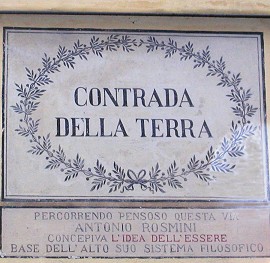 CONTRADA
DELLA TERRA
PERCORRENDO PENSOSO QUESTA VIA
ANTONIO ROSMINI
CONCEPIVA L'IDEA DELL'ESSERE
BASE DELL'ALTO SUO SISTEMA FILOSOFICO